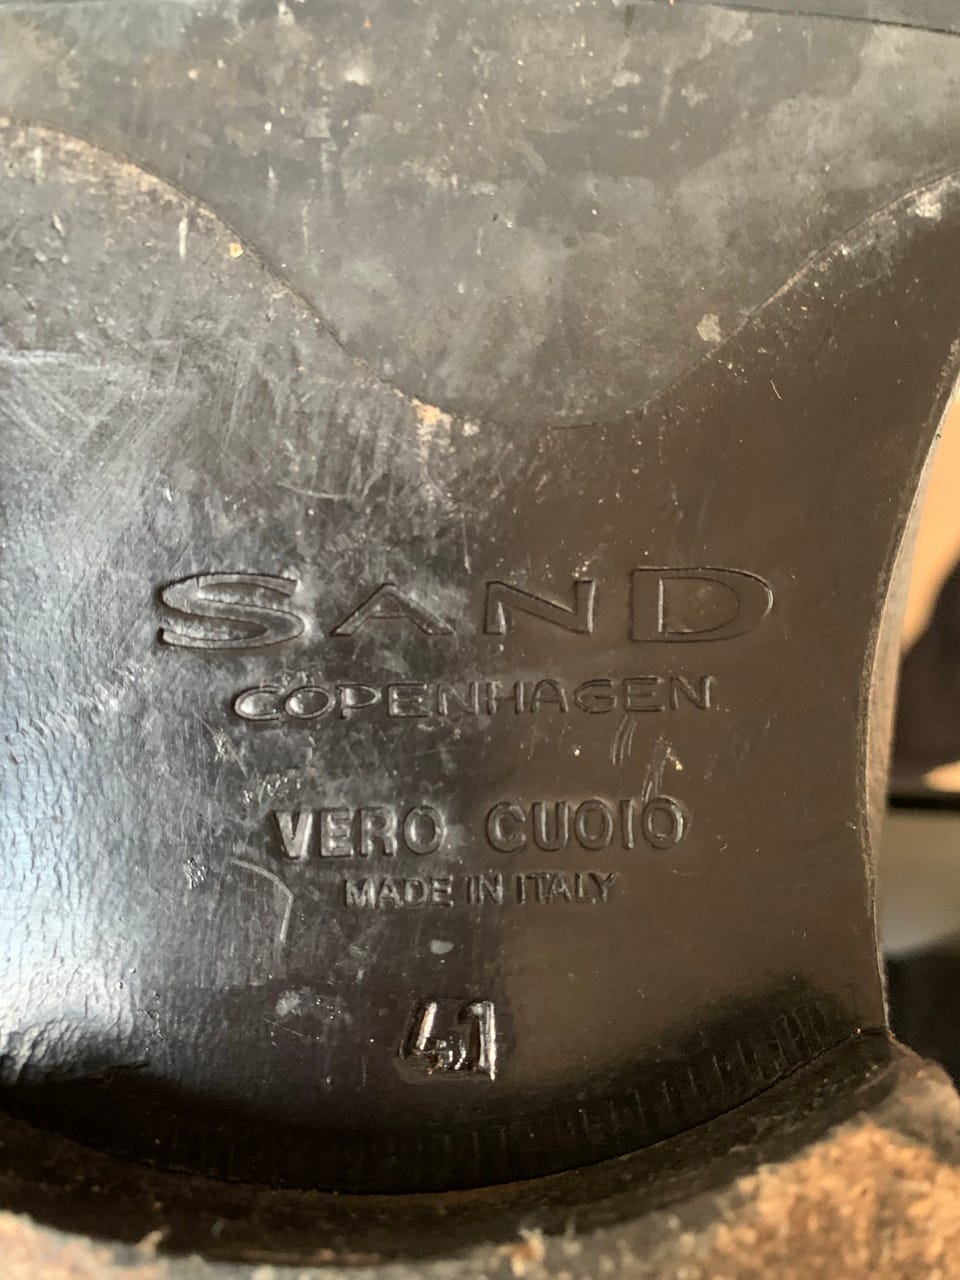 SAND
COPENHAGEN
VERO CUOIO
MADE IN ITALY
41